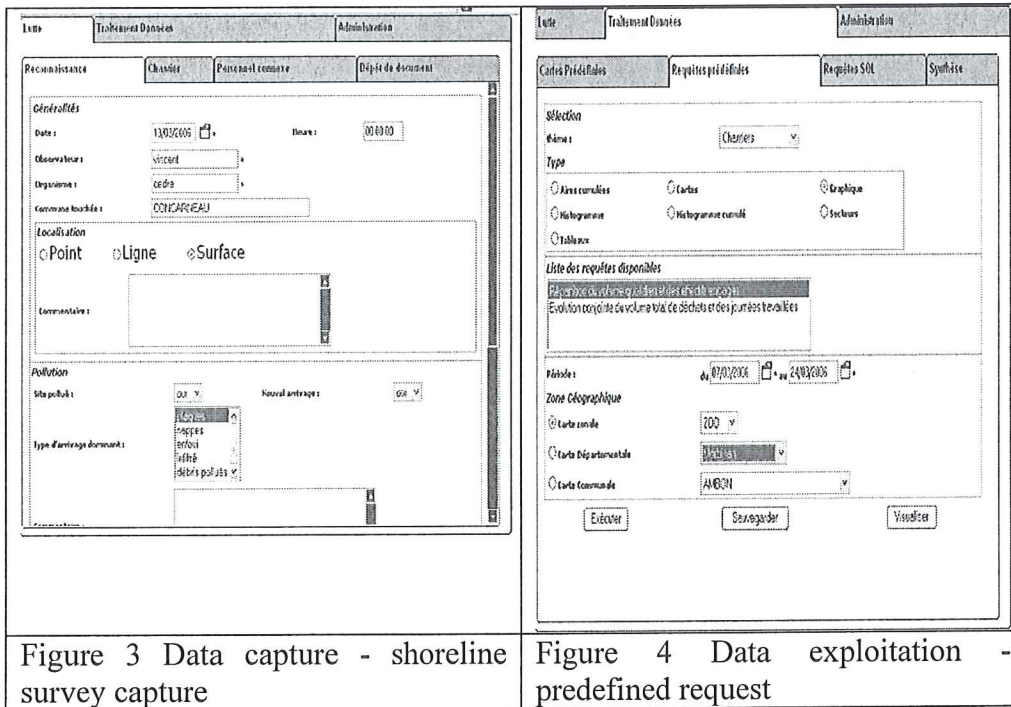 Lutte Traitement Données Administration
Reconnaissance Chantier Personnel connexe Dépôt de document
Généralités
Date : 13/03/2006 * Heure : 00:00:00
Observateur : vincent *
Organisme : cedre *
Commune touchée : CONCARNEAU
Localisation
Point Ligne Surface
Commentaire :
Pollution
Site pollué : oui Nouvel arrivage : oui
Type d'arrivage dominant :
nappes
enfoui
infiltré
débris pollués
Commentaire :
Figure 3 Data capture - shoreline
survey capture
Lutte Traitement Données Administration
Cartes Prédéfinies Requêtes prédéfinies Requêtes SQL Synthèse
Sélection
thème : Chantiers
Type
Aires cumulées Cartes Graphique
Histogramme Histogramme cumulé Secteurs
Tableaux
Liste des requêtes disponibles
Evolution conjointe du volume total de déchets et des journées travaillées
Période : du 07/03/2006 * au 24/03/2006 *
Zone Géographique
Carte zonale ZDO
Carte Départementale
Carte Communale AMBON
Exécuter Sauvegarder Visualiser
Figure 4 Data exploitation -
predefined request